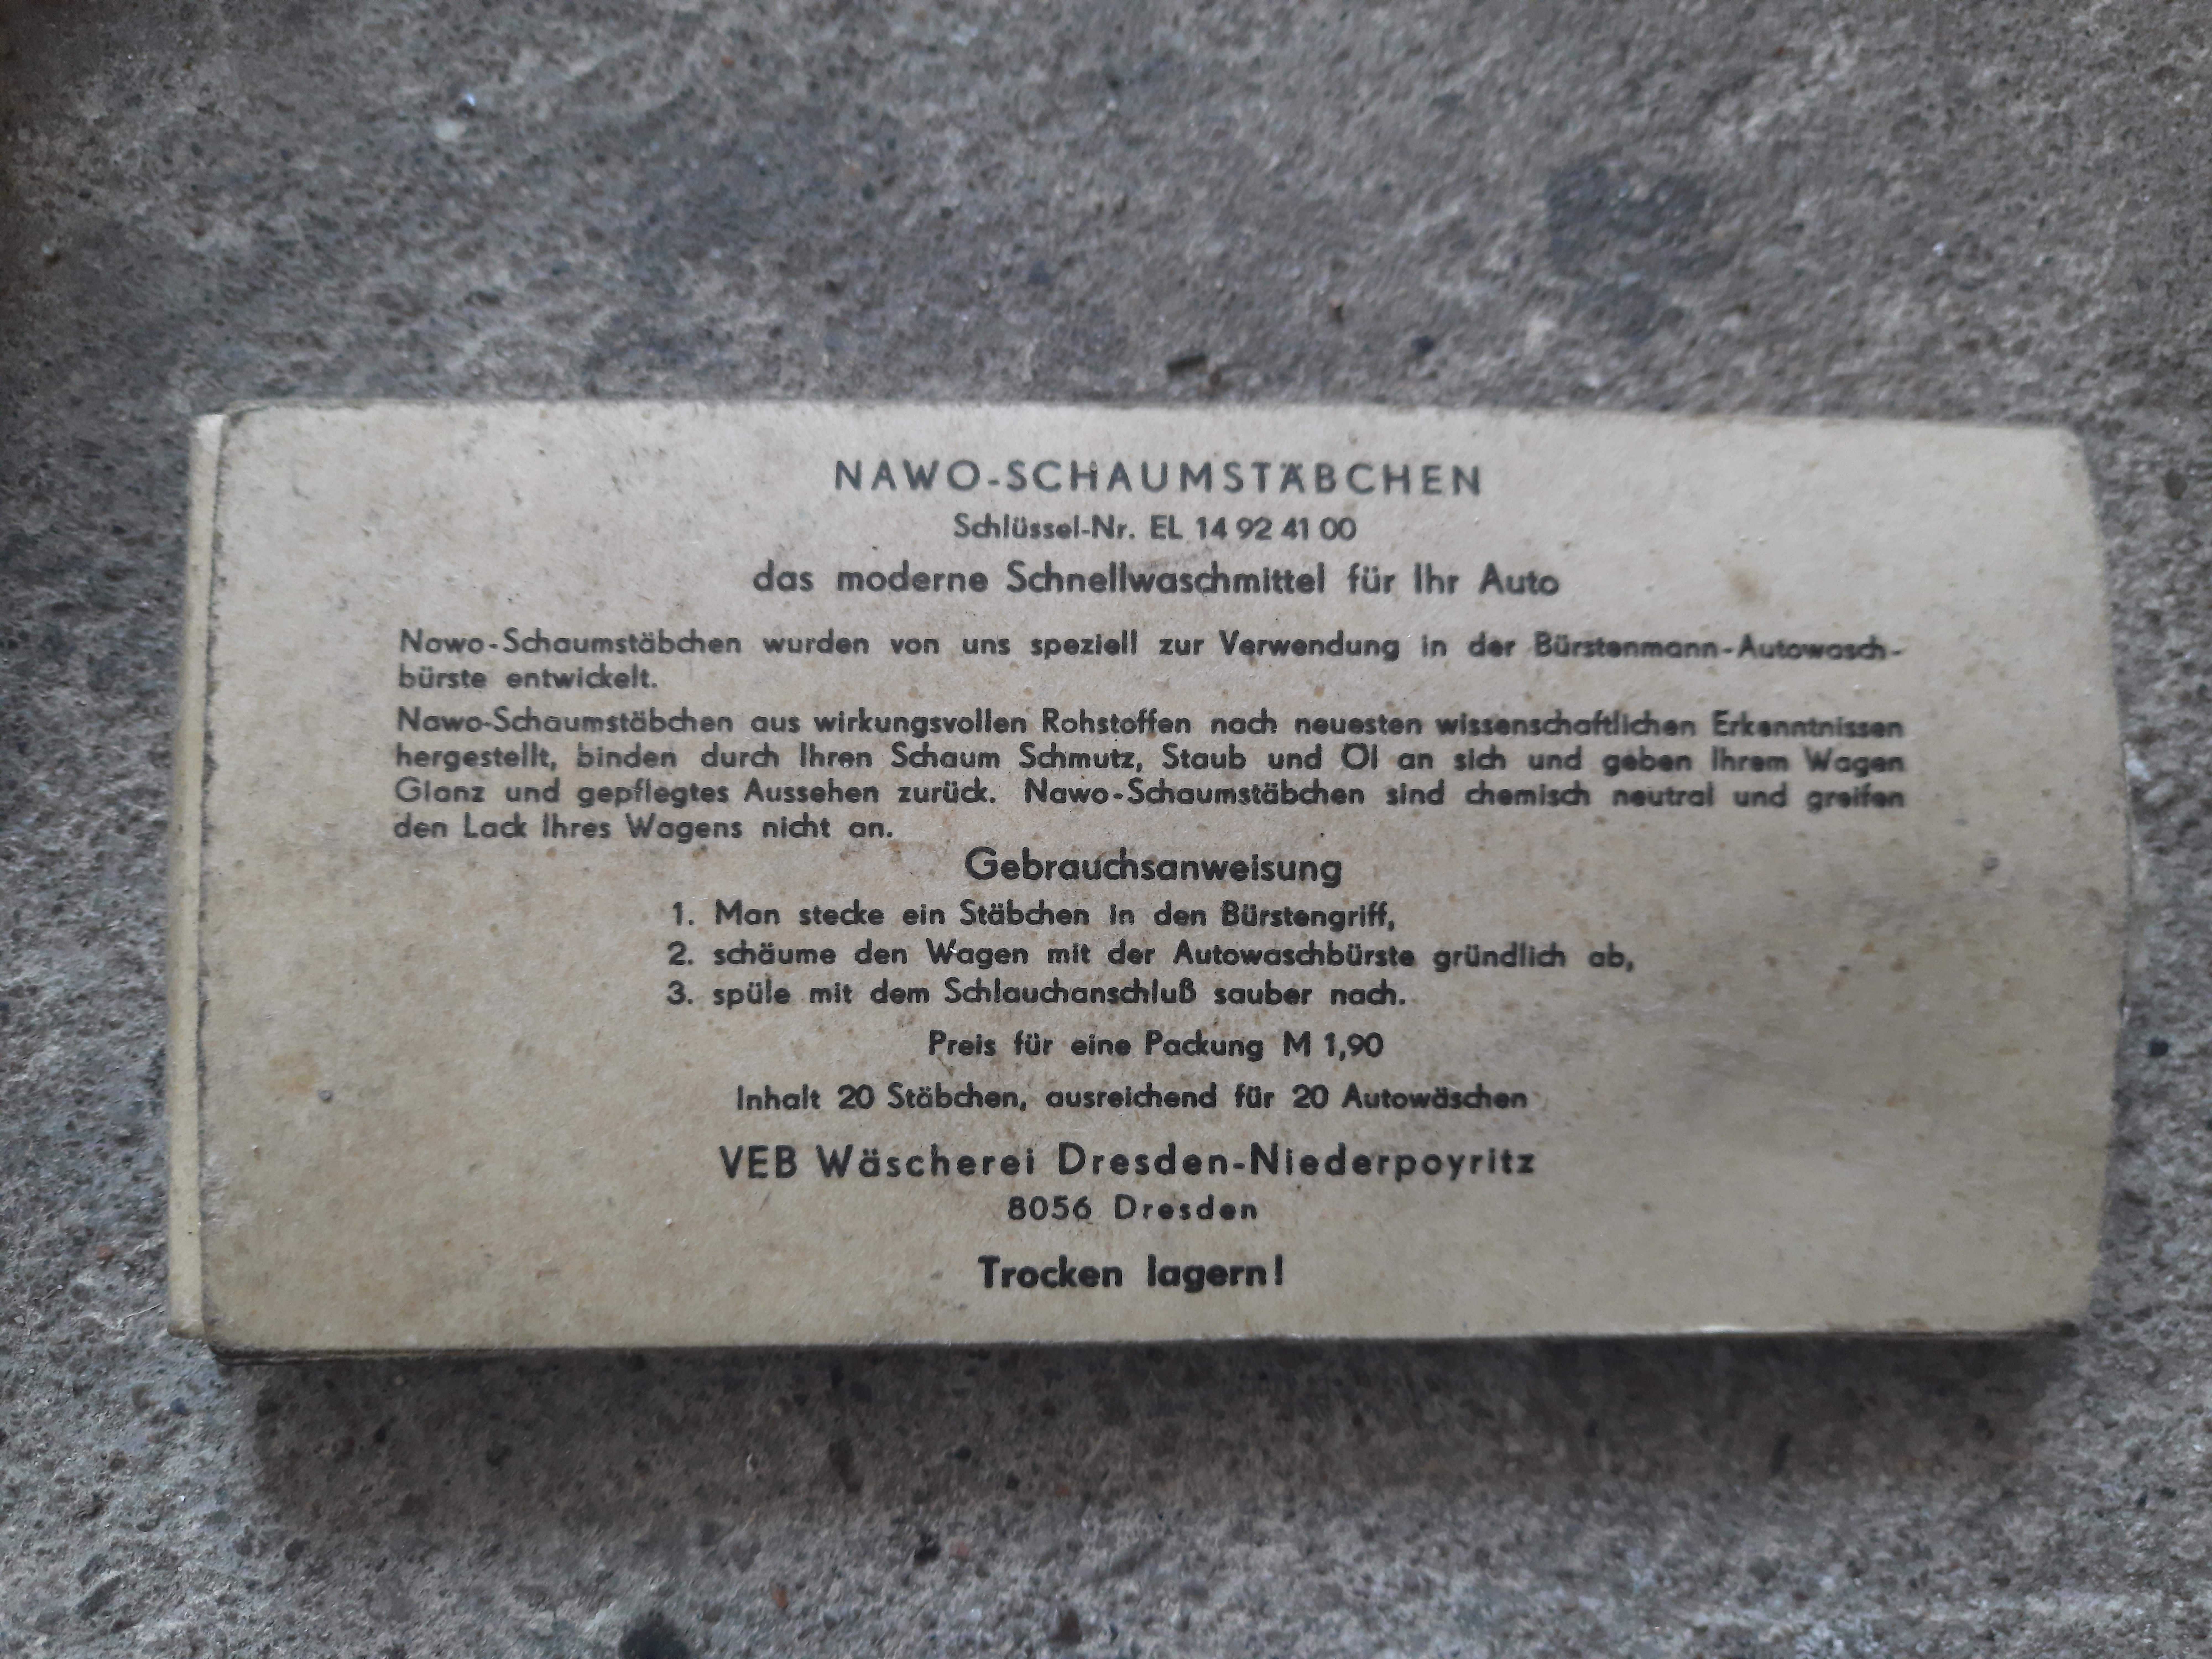 NAWO-SCHAUMSTÄBCHEN
Schlüssel-Nr. EL 14 92 41 00
das moderne Schnellwaschmittel für Ihr Auto
Nawo-Schaumstäbchen wurden von uns speziell zur Verwendung in der Bürstenmann-Autowasch-
bürste entwickelt.
Nawo-Schaumstäbchen aus wirkungsvollen Rohstoffen nach neuesten wissenschaftlichen Erkenntnissen
hergestellt, binden durch Ihren Schaum Schmutz, Staub und Öl an sich und geben Ihrem Wagen
Glanz und gepflegtes Aussehen zurück. Nawo-Schaumstäbchen sind chemisch neutral und greifen
den Lack Ihres Wagens nicht an.
Gebrauchsanweisung
1. Man stecke ein Stäbchen in den Bürstengriff,
2. schäume den Wagen mit der Autowaschbürste gründlich ab,
3. spüle mit dem Schlauchanschluß sauber nach.
Preis für eine Packung M 1,90
Inhalt 20 Stäbchen, ausreichend für 20 Autowäschen
VEB Wäscherei Dresden-Niederpoyritz
8056 Dresden
Trocken lagern!